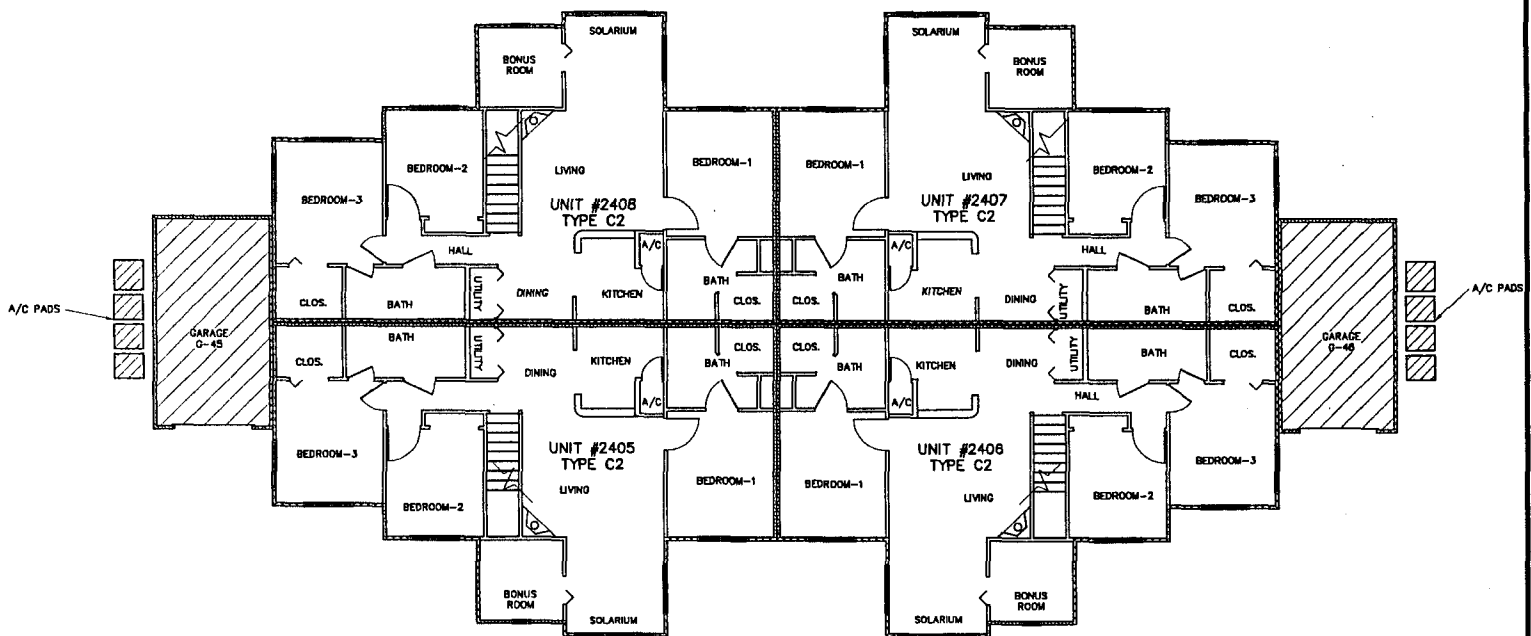 SOLARIUM
SOLARIUM
BONUS
ROOM
BONUS
ROOM
BEDROOM-2
BEDROOM-1
BEDROOM-1
BEDROOM-2
LIVING
LIVING
BEDROOM-3
UNIT #2408
TYPE C2
UNIT #2407
TYPE C2
BEDROOM-3
HALL
A/C
A/C
HALL
BATH
BATH
UTILITY
DINING
KITCHEN
KITCHEN
DINING
UTILITY
CLOS.
BATH
CLOS.
CLOS.
BATH
CLOS.
A/C PADS
A/C PADS
GARAGE
G-45
GARAGE
G-46
CLOS.
BATH
UTILITY
DINING
KITCHEN
BATH
CLOS.
CLOS.
BATH
KITCHEN
DINING
UTILITY
BATH
CLOS.
A/C
A/C
HALL
BEDROOM-3
UNIT #2405
TYPE C2
UNIT #2406
TYPE C2
BEDROOM-3
LIVING
BEDROOM-1
BEDROOM-1
LIVING
BEDROOM-2
BEDROOM-2
BONUS
ROOM
BONUS
ROOM
SOLARIUM
SOLARIUM